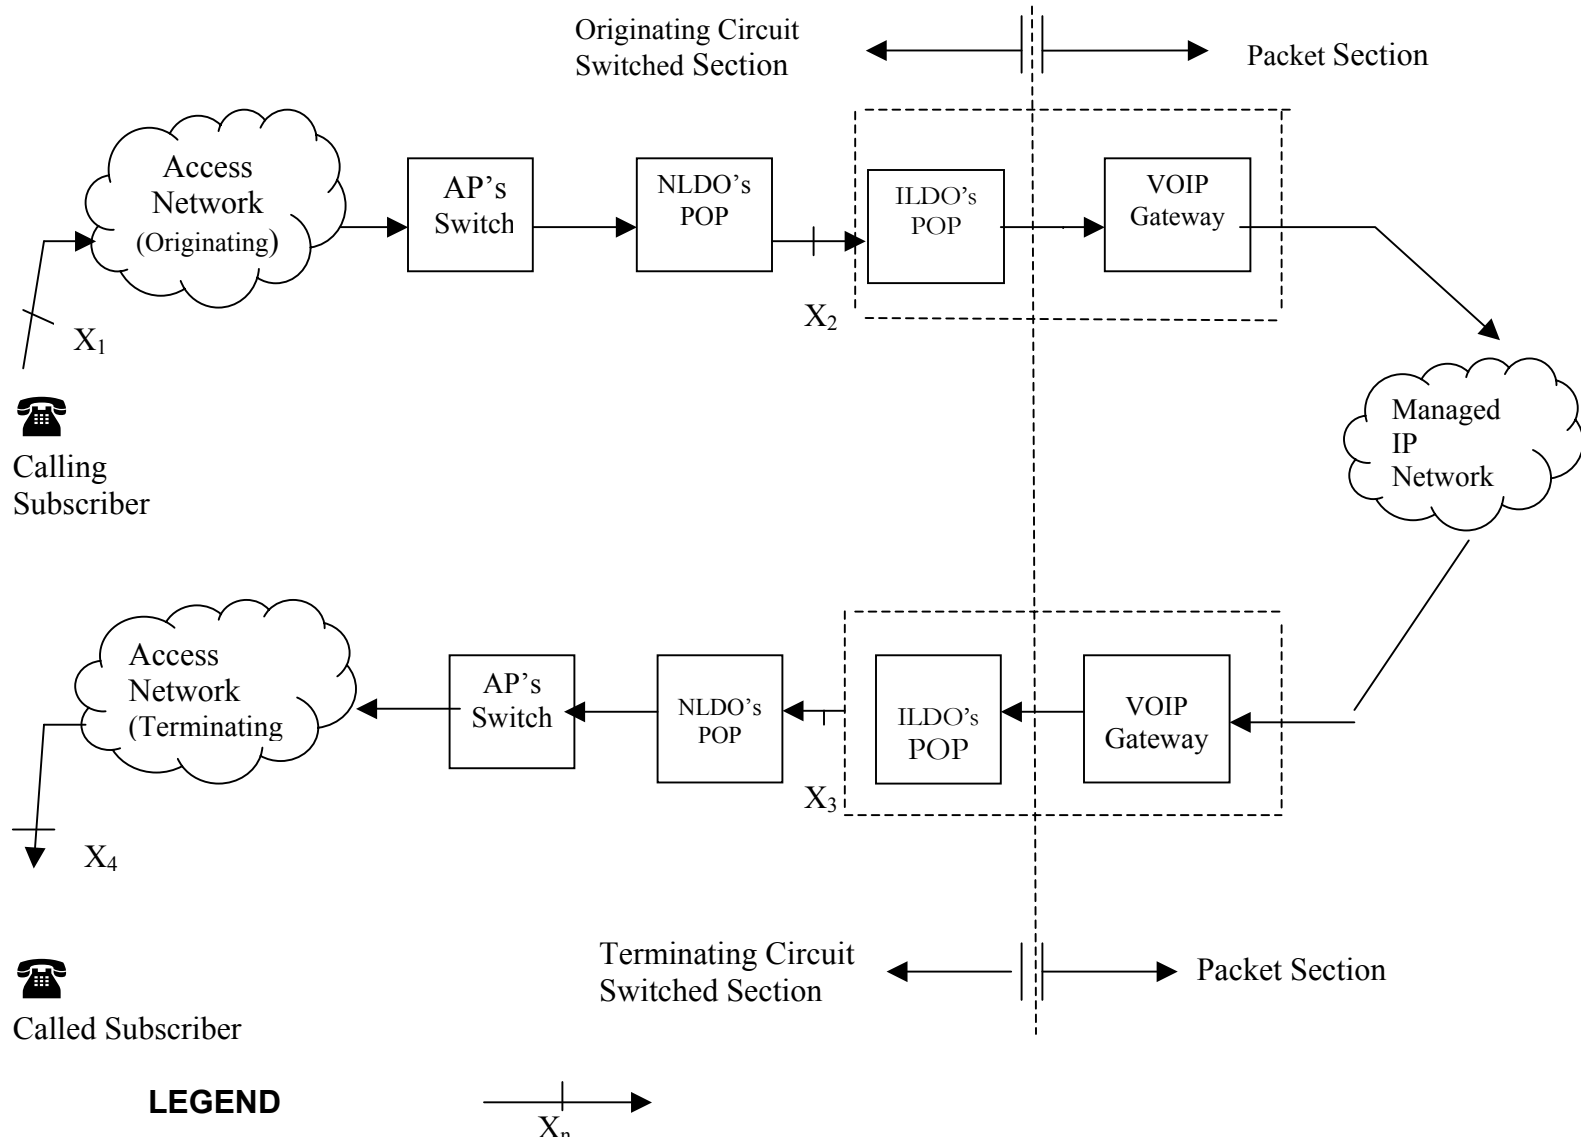 Originating Circuit
Switched Section
Packet Section
Access
Network
(Originating)
AP's
Switch
NLDO's
POP
ILDO's
POP
VOIP
Gateway
X1
X2
Calling
Subscriber
Managed
IP
Network
Access
Network
(Terminating
AP's
Switch
NLDO's
POP
ILDO's
POP
VOIP
Gateway
X3
X4
Terminating Circuit
Switched Section
Packet Section
Called Subscriber
LEGEND
Xn